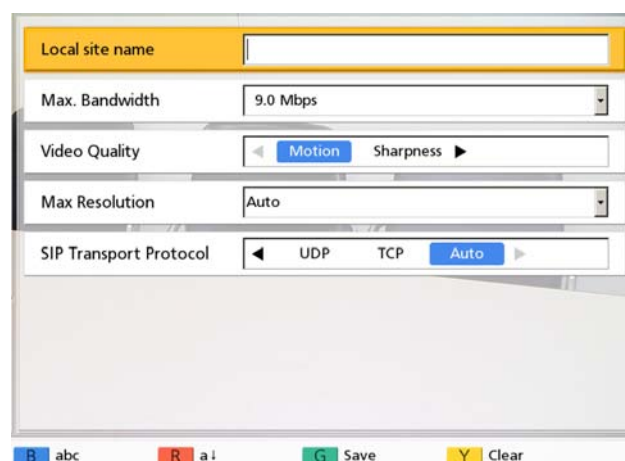 Local site name
Max. Bandwidth 9.0 Mbps
Video Quality Motion Sharpness
Max Resolution Auto
SIP Transport Protocol UDP TCP Auto
B abc R a↓ G Save Y Clear